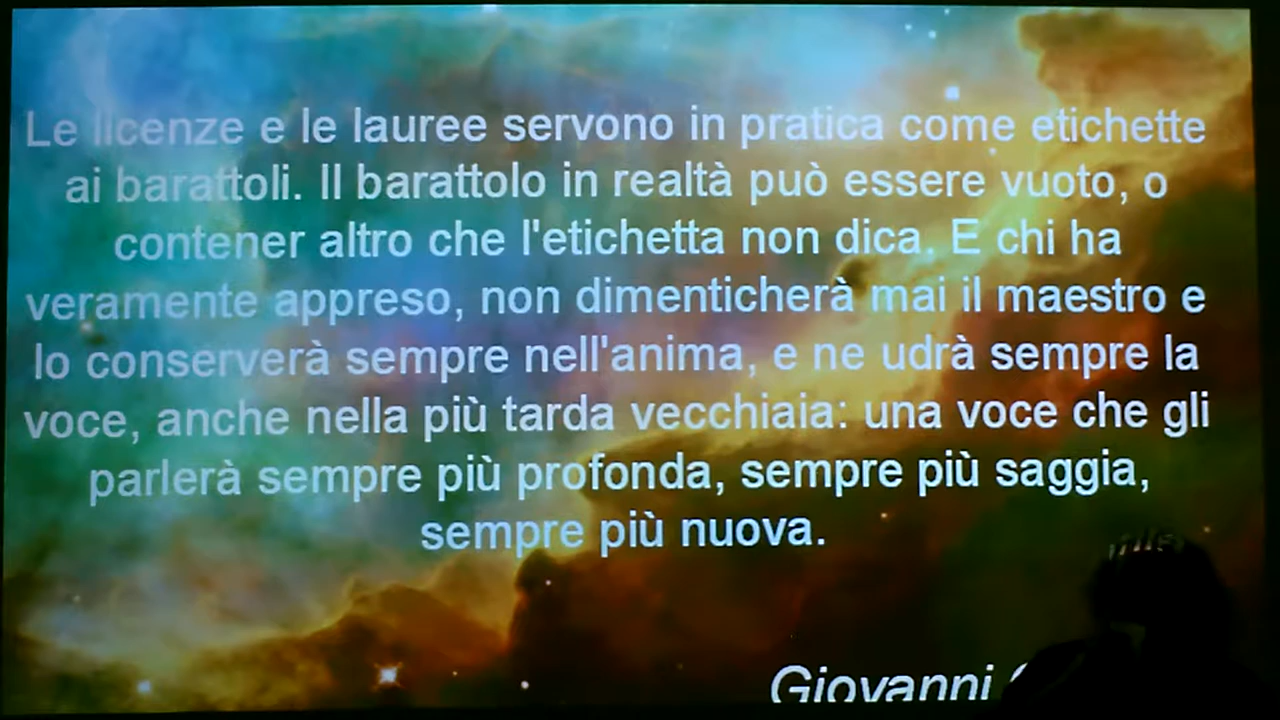 Le licenze e le lauree servono in pratica come etichette
ai barattoli. Il barattolo in realtà può essere vuoto, o
contener altro che l'etichetta non dica. E chi ha
veramente appreso, non dimenticherà mai il maestro e
lo conserverà sempre nell'anima, e ne udrà sempre la
voce, anche nella più tarda vecchiaia: una voce che gli
parlerà sempre più profonda, sempre più saggia,
sempre più nuova.
Giovanni